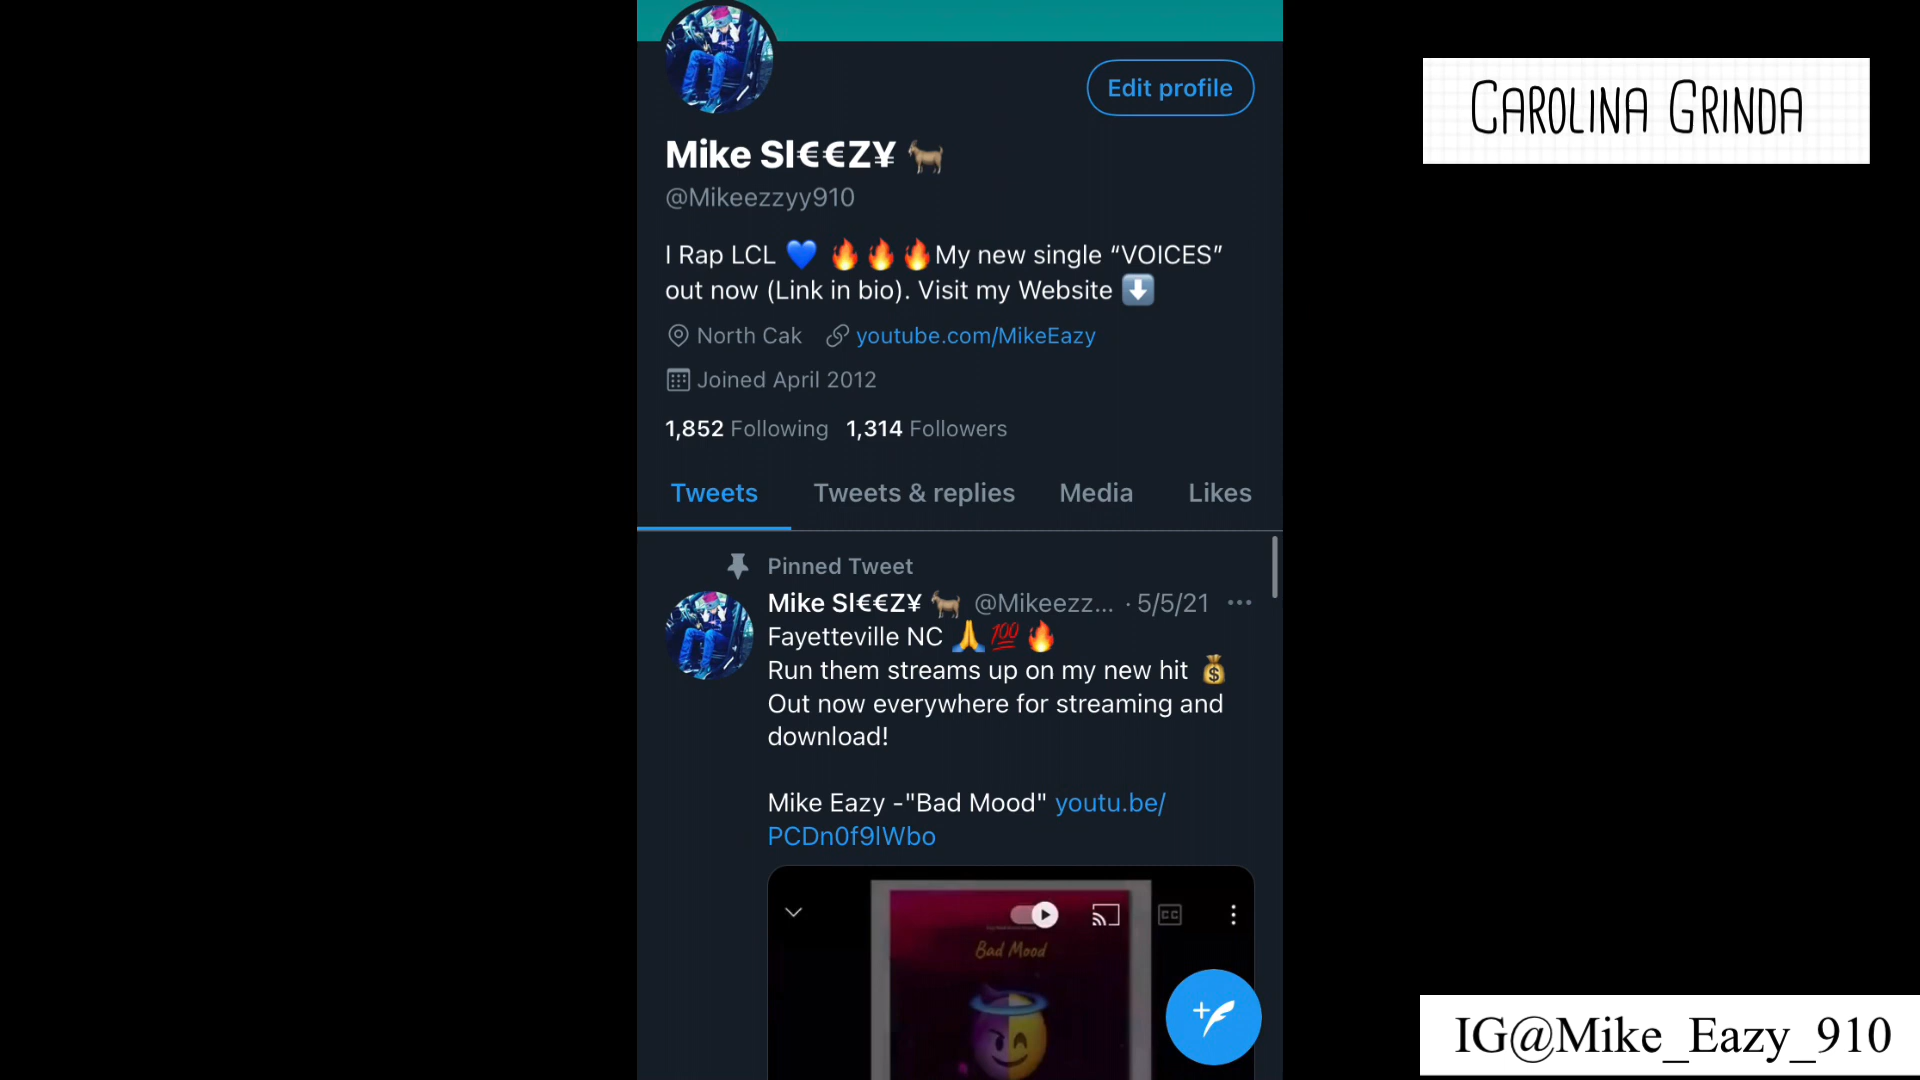 Edit profile
CAROLINA GRINDA
Mike Sl€€Z¥ 🐐
@Mikeezzyy910
I Rap LCL 💙 🔥🔥🔥My new single “VOICES”
out now (Link in bio). Visit my Website ⬇️
North Cak youtube.com/MikeEazy
Joined April 2012
1,852 Following 1,314 Followers
Tweets Tweets & replies Media Likes
Pinned Tweet
Mike Sl€€Z¥ 🐐 @Mikeezz... · 5/5/21 ...
Fayetteville NC 🙏💯🔥
Run them streams up on my new hit 💰
Out now everywhere for streaming and
download!
Mike Eazy -"Bad Mood" youtu.be/
PCDn0f9lWbo
CC
Bad Mood
IG@Mike_Eazy_910